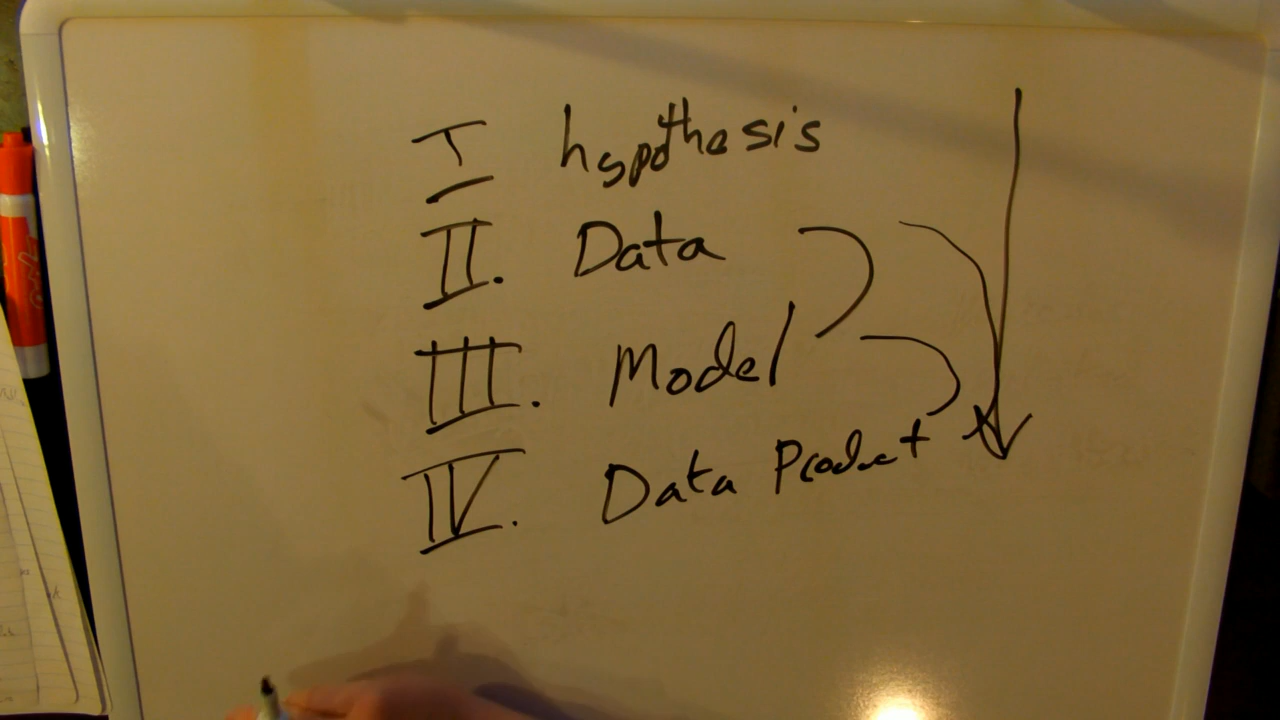 I hypothesis
II. Data
III. Model
IV. Data Product